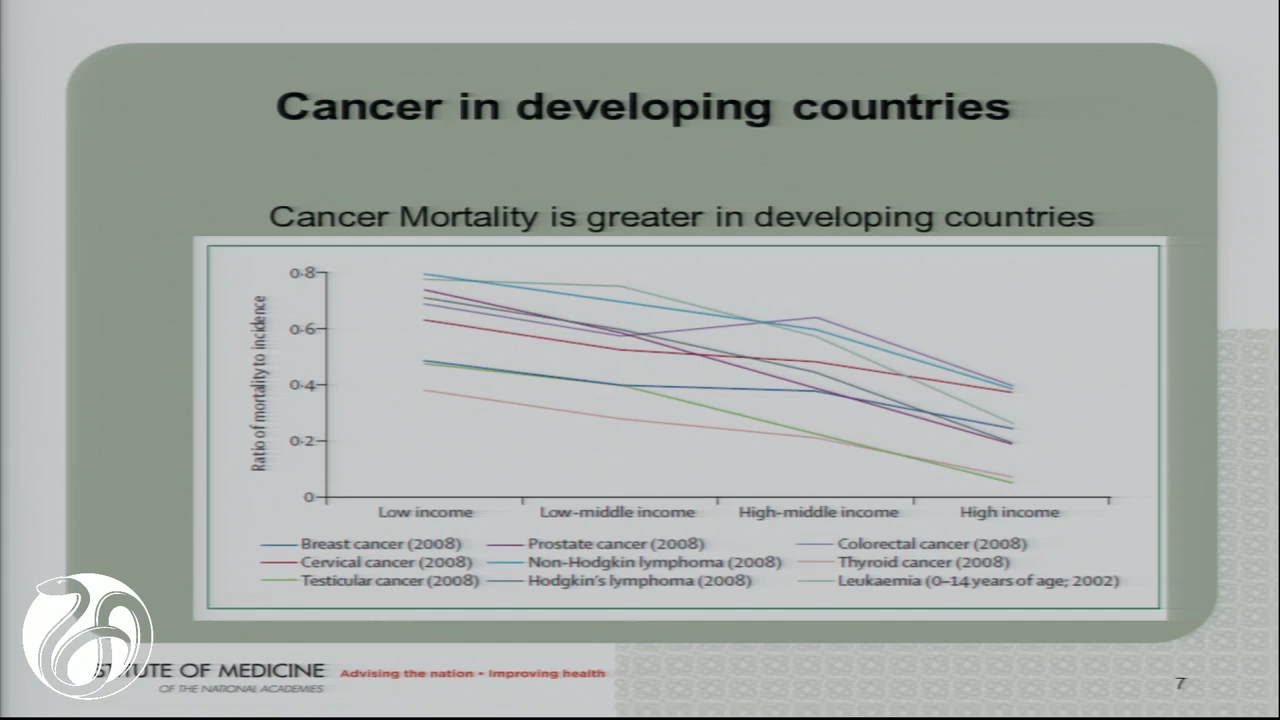 Cancer in developing countries
Cancer Mortality is greater in developing countries
Ratio of mortality to incidence
0·8
0·6
0·4
0·2
0
Low income Low-middle income High-middle income High income
Breast cancer (2008) Prostate cancer (2008) Colorectal cancer (2008)
Cervical cancer (2008) Non-Hodgkin lymphoma (2008) Thyroid cancer (2008)
Testicular cancer (2008) Hodgkin's lymphoma (2008) Leukaemia (0–14 years of age; 2002)
STITUTE OF MEDICINE Advising the nation • Improving health
OF THE NATIONAL ACADEMIES
7